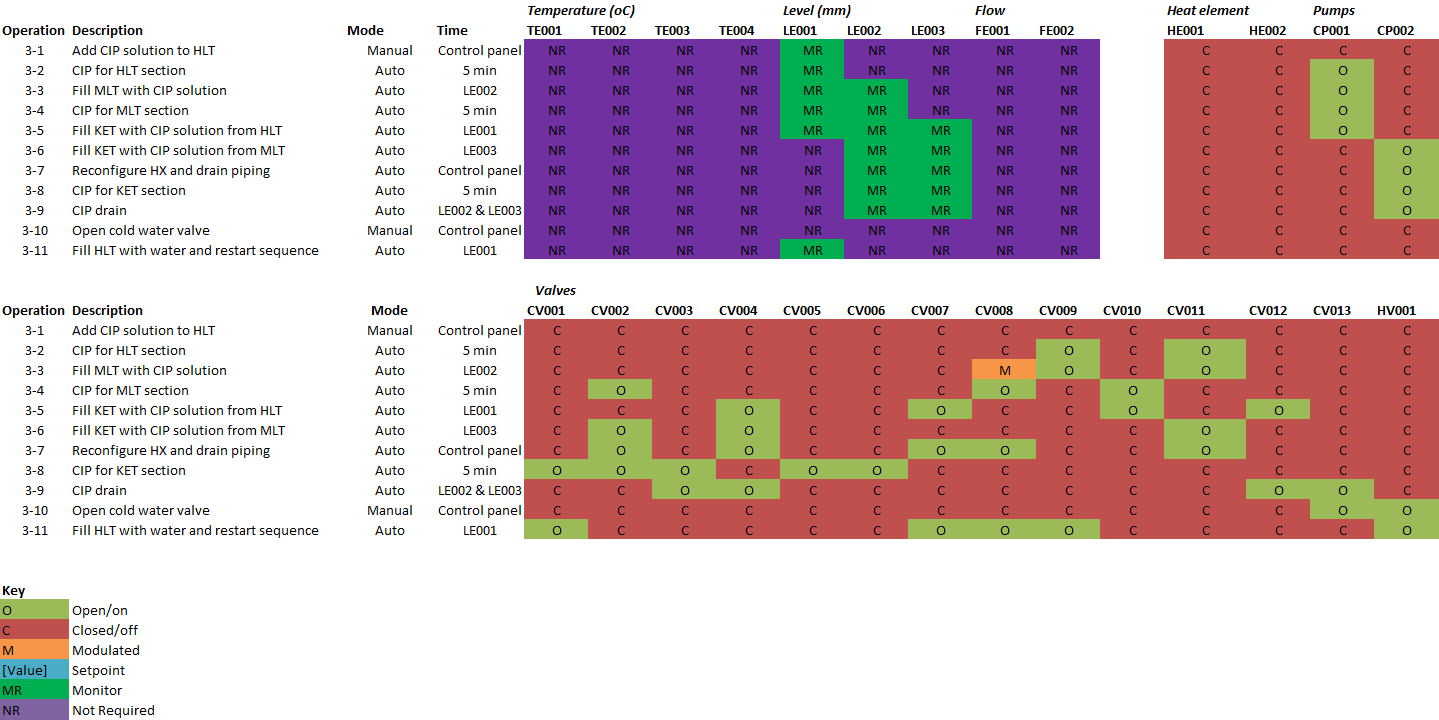 Temperature (oC) Level (mm) Flow Heat element Pumps
Operation Description Mode Time TE001 TE002 TE003 TE004 LE001 LE002 LE003 FE001 FE002 HE001 HE002 CP001 CP002
3-1 Add CIP solution to HLT Manual Control panel NR NR NR NR MR NR NR NR NR C C C C
3-2 CIP for HLT section Auto 5 min NR NR NR NR MR NR NR NR NR C C O C
3-3 Fill MLT with CIP solution Auto LE002 NR NR NR NR MR MR NR NR NR C C O C
3-4 CIP for MLT section Auto 5 min NR NR NR NR MR MR NR NR NR C C O C
3-5 Fill KET with CIP solution from HLT Auto LE001 NR NR NR NR MR MR MR NR NR C C O C
3-6 Fill KET with CIP solution from MLT Auto LE003 NR NR NR NR NR MR MR NR NR C C C O
3-7 Reconfigure HX and drain piping Auto Control panel NR NR NR NR NR MR MR NR NR C C C O
3-8 CIP for KET section Auto 5 min NR NR NR NR NR MR MR NR NR C C C O
3-9 CIP drain Auto LE002 & LE003 NR NR NR NR NR MR MR NR NR C C C O
3-10 Open cold water valve Manual Control panel NR NR NR NR NR NR NR NR NR C C C C
3-11 Fill HLT with water and restart sequence Auto LE001 NR NR NR NR MR NR NR NR NR C C C C
Valves
Operation Description Mode CV001 CV002 CV003 CV004 CV005 CV006 CV007 CV008 CV009 CV010 CV011 CV012 CV013 HV001
3-1 Add CIP solution to HLT Manual Control panel C C C C C C C C C C C C C C
3-2 CIP for HLT section Auto 5 min C C C C C C C C O C O C C C
3-3 Fill MLT with CIP solution Auto LE002 C C C C C C C M O C O C C C
3-4 CIP for MLT section Auto 5 min C O C C C C C O C O C C C C
3-5 Fill KET with CIP solution from HLT Auto LE001 C C C O C C O C C O C O C C
3-6 Fill KET with CIP solution from MLT Auto LE003 C O C O C C C C C C O C C C
3-7 Reconfigure HX and drain piping Auto Control panel C O C O C C O O C C O C C C
3-8 CIP for KET section Auto 5 min O O O C O O C C C C C C C C
3-9 CIP drain Auto LE002 & LE003 C C O O C C C C C C C O O C
3-10 Open cold water valve Manual Control panel C C C C C C C C C C C C O O
3-11 Fill HLT with water and restart sequence Auto LE001 O C C C C C O O O C C C C O
Key
O Open/on
C Closed/off
M Modulated
[Value] Setpoint
MR Monitor
NR Not Required